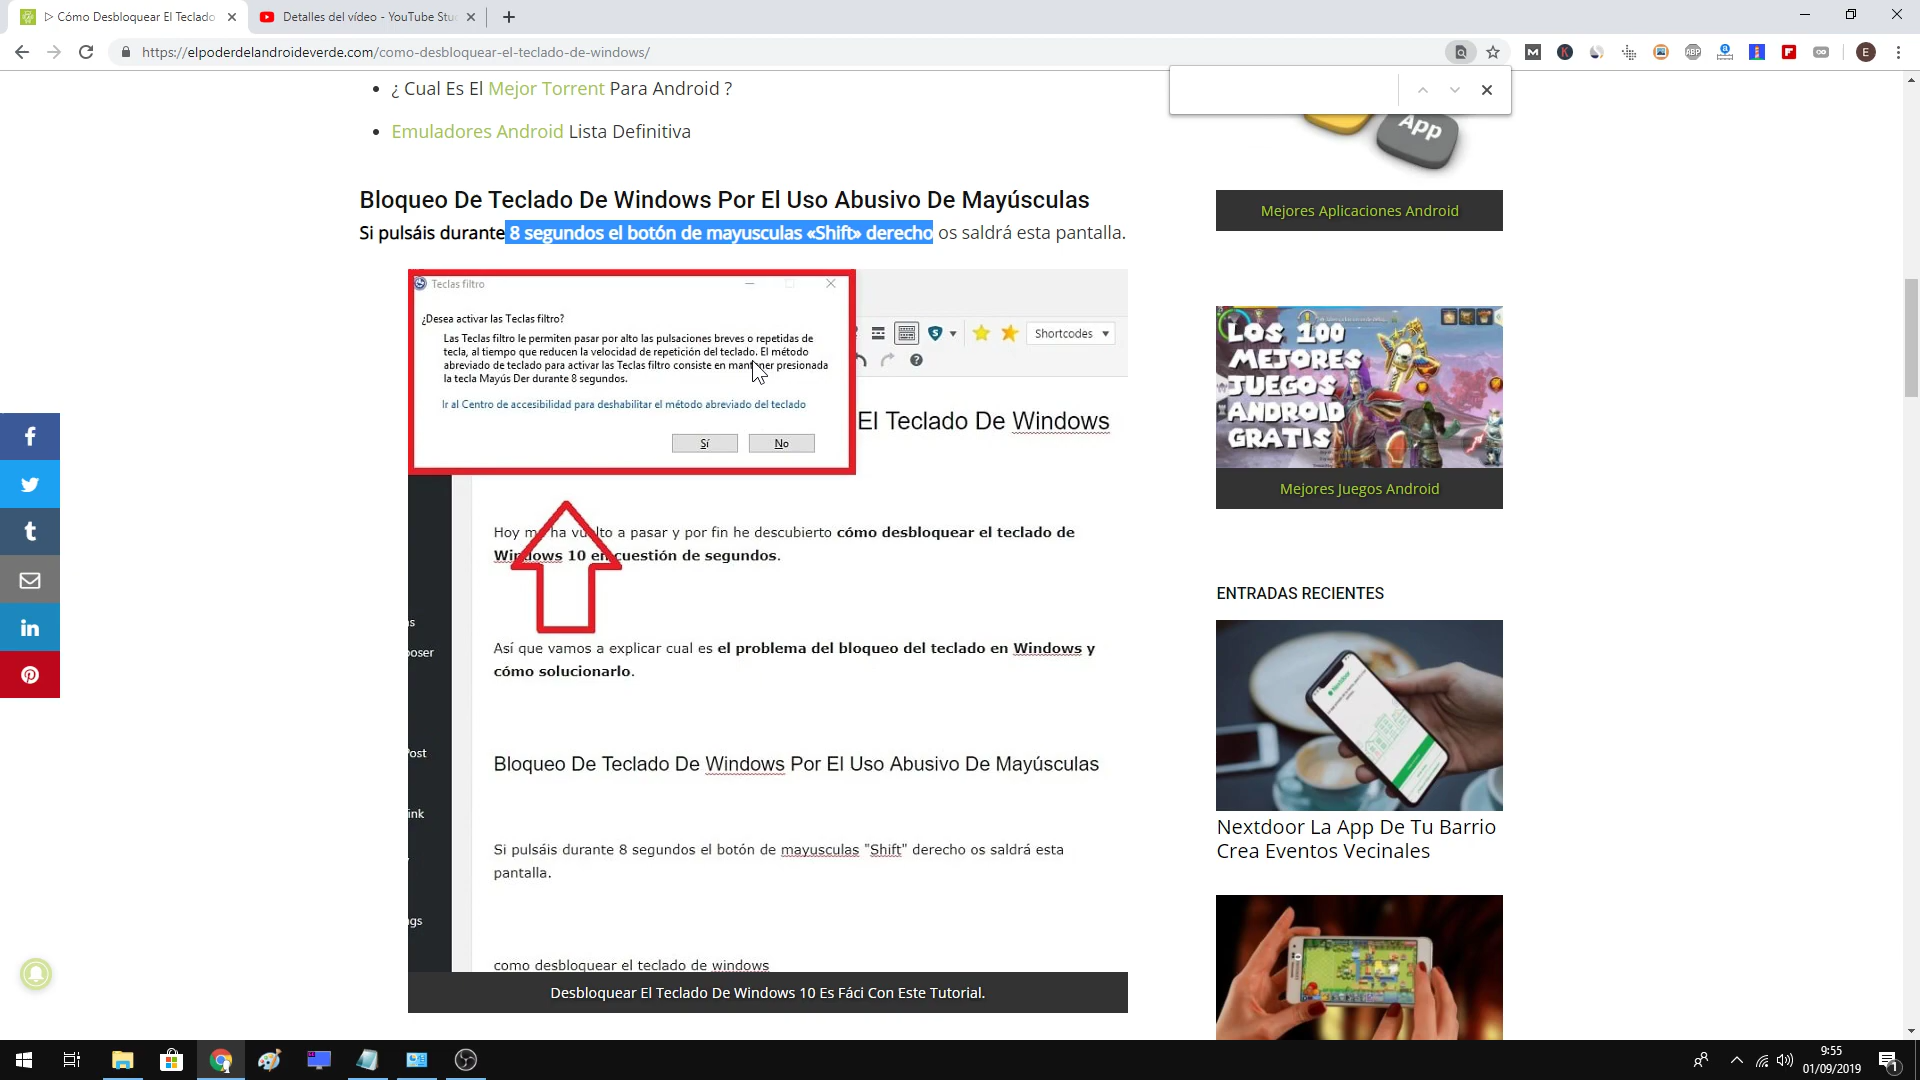 ▷ Cómo Desbloquear El Teclado
Detalles del vídeo - YouTube Stu
https://elpoderdelandroideverde.com/como-desbloquear-el-teclado-de-windows/
ABP
E
¿ Cual Es El Mejor Torrent Para Android ?
Emuladores Android Lista Definitiva
App
Bloqueo De Teclado De Windows Por El Uso Abusivo De Mayúsculas
Si pulsáis durante 8 segundos el botón de mayusculas «Shift» derecho os saldrá esta pantalla.
Mejores Aplicaciones Android
Teclas filtro
¿Desea activar las Teclas filtro?
Las Teclas filtro le permiten pasar por alto las pulsaciones breves o repetidas de
tecla, al tiempo que reducen la velocidad de repetición del teclado. El método
abreviado de teclado para activar las Teclas filtro consiste en mantener presionada
la tecla Mayús Der durante 8 segundos.
Ir al Centro de accesibilidad para deshabilitar el método abreviado del teclado
Sí
No
Shortcodes
El Teclado De Windows
LOS 100
MEJORES
JUEGOS
ANDROID
GRATIS
Mejores Juegos Android
Hoy me ha vuelto a pasar y por fin he descubierto cómo desbloquear el teclado de
Windows 10 en cuestión de segundos.
ENTRADAS RECIENTES
Así que vamos a explicar cual es el problema del bloqueo del teclado en Windows y
cómo solucionarlo.
as
poser
Post
ink
gs
Nextdoor
Bloqueo De Teclado De Windows Por El Uso Abusivo De Mayúsculas
Si pulsáis durante 8 segundos el botón de mayusculas "Shift" derecho os saldrá esta
pantalla.
Nextdoor La App De Tu Barrio
Crea Eventos Vecinales
como desbloquear el teclado de windows
Desbloquear El Teclado De Windows 10 Es Fáci Con Este Tutorial.
9:55
01/09/2019
1